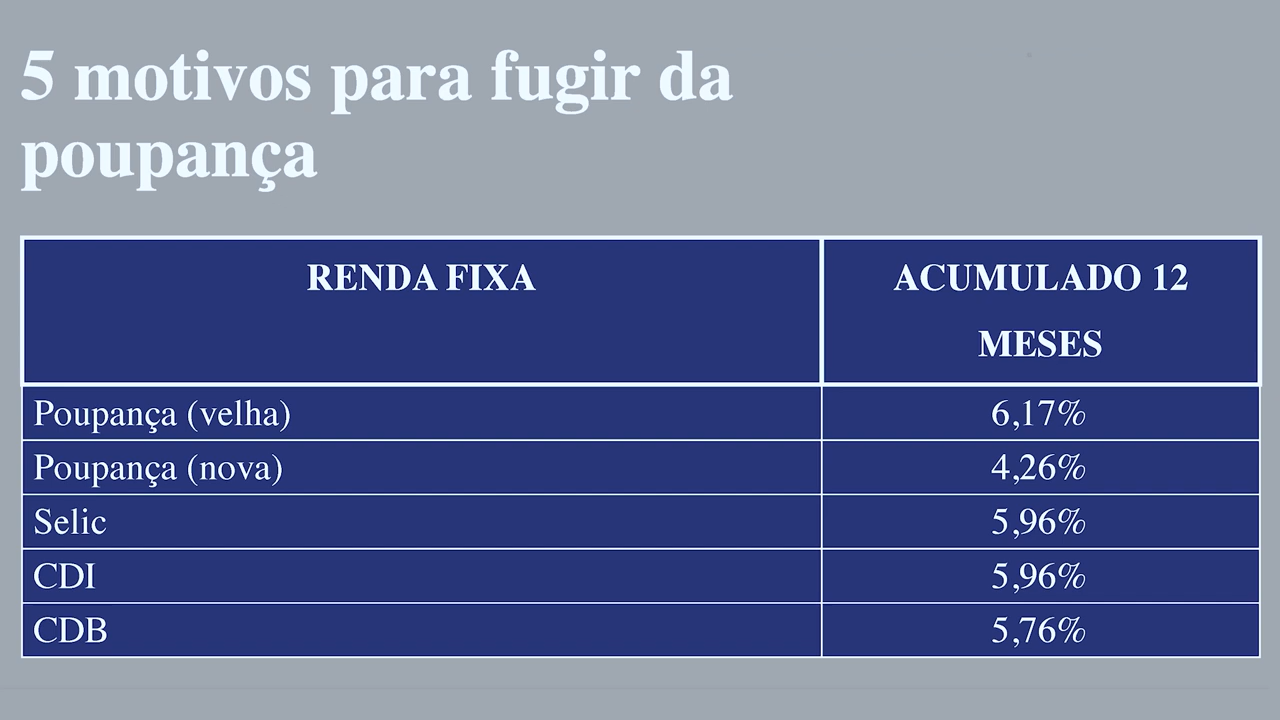 5 motivos para fugir da
poupança
RENDA FIXA
ACUMULADO 12
MESES
Poupança (velha) 6,17%
Poupança (nova) 4,26%
Selic 5,96%
CDI 5,96%
CDB 5,76%